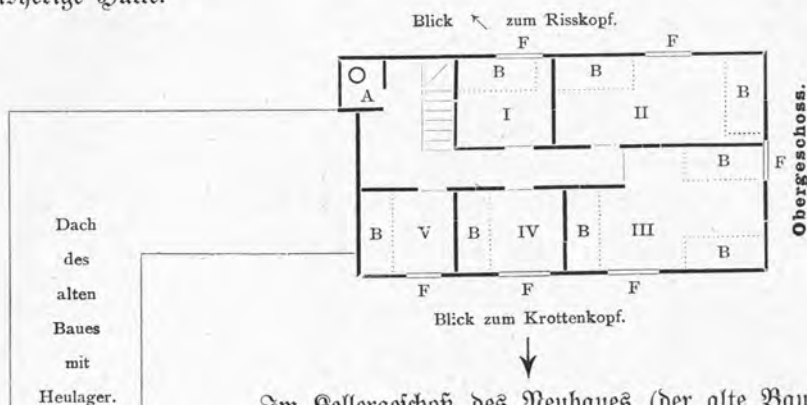 Blick ↖ zum Risskopf.
F F
A B I B II B
B F
Obergeschoss.
B V B IV B III B
F F F
Blick zum Krottenkopf.
Dach
des
alten
Baues
mit
Heulager.
Im Kellergeschoß des Neubaues (der alte Bau